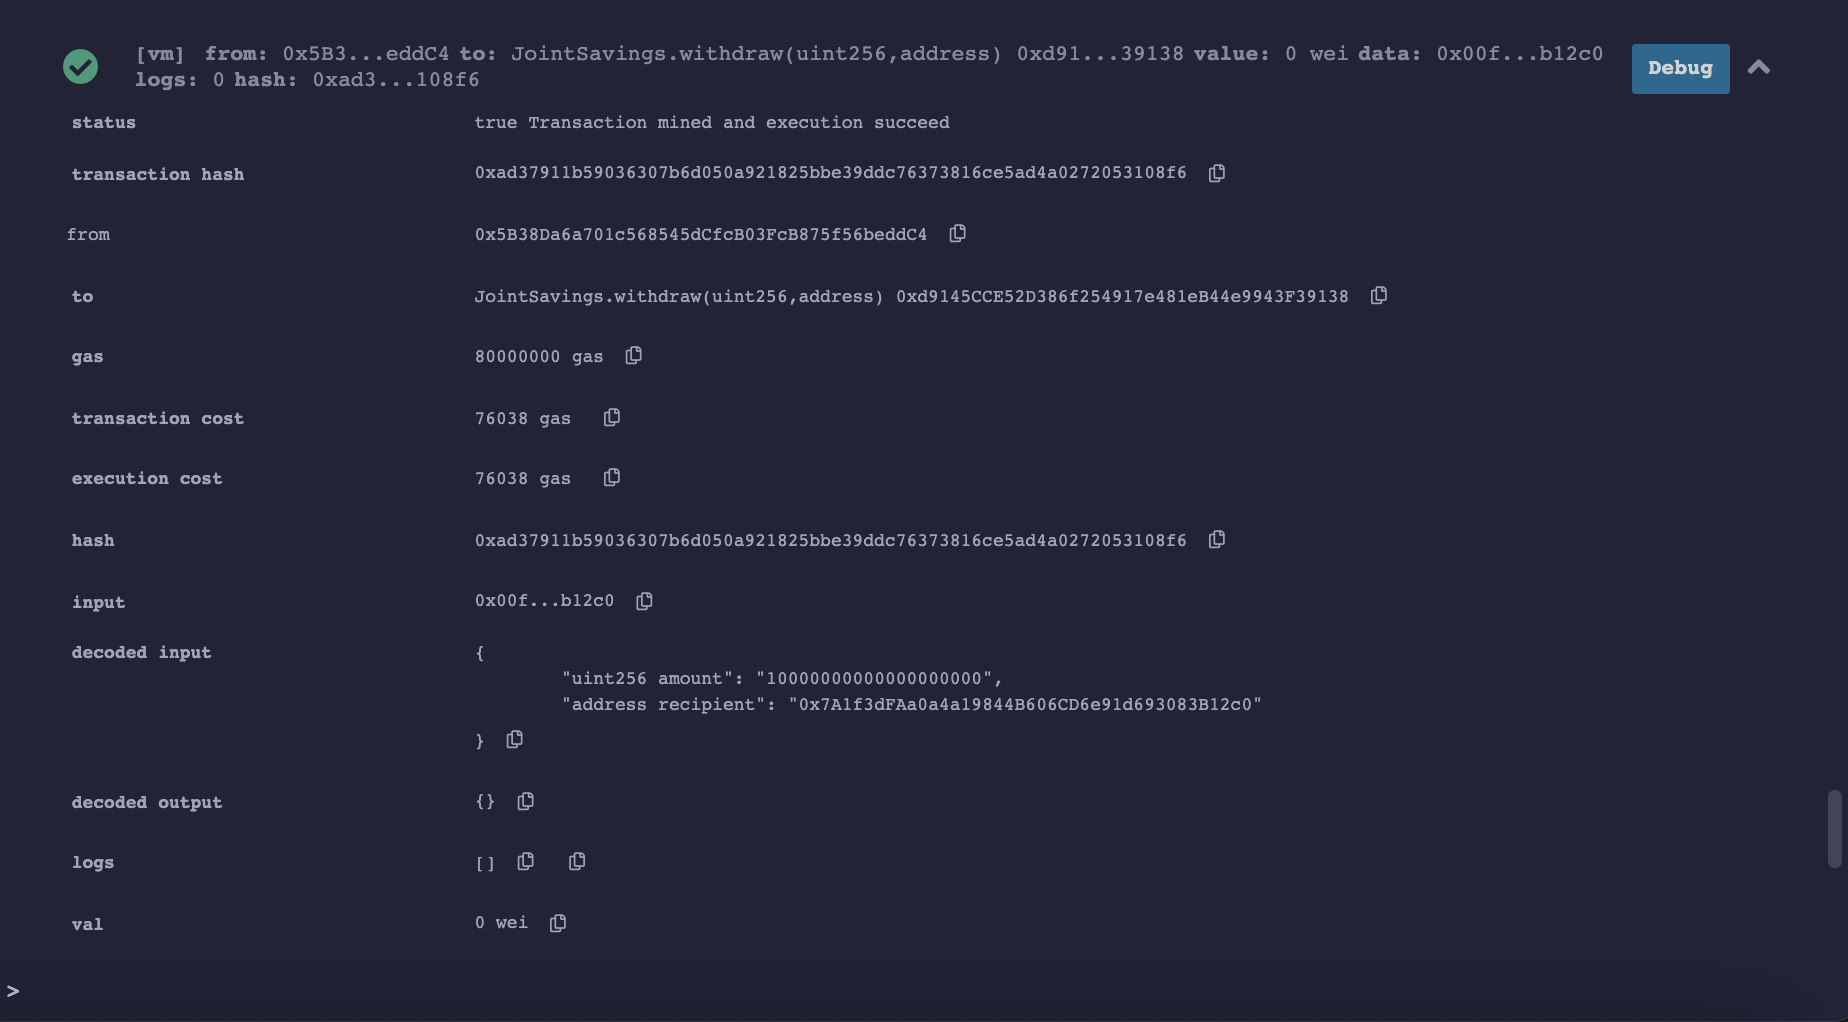 [vm] from: 0x5B3...eddC4 to: JointSavings.withdraw(uint256,address) 0xd91...39138 value: 0 wei data: 0x00f...b12c0
logs: 0 hash: 0xad3...108f6
Debug
status true Transaction mined and execution succeed
transaction hash 0xad37911b59036307b6d050a921825bbe39ddc76373816ce5ad4a0272053108f6
from 0x5B38Da6a701c568545dCfcB03FcB875f56beddC4
to JointSavings.withdraw(uint256,address) 0xd9145CCE52D386f254917e481eB44e9943F39138
gas 80000000 gas
transaction cost 76038 gas
execution cost 76038 gas
hash 0xad37911b59036307b6d050a921825bbe39ddc76373816ce5ad4a0272053108f6
input 0x00f...b12c0
decoded input {
"uint256 amount": "10000000000000000000",
"address recipient": "0x7A1f3dFAa0a4a19844B606CD6e91d693083B12c0"
}
decoded output {}
logs []
val 0 wei
>